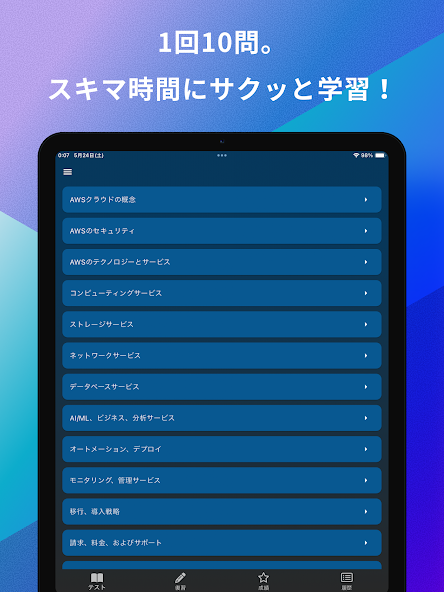 1回10問。
スキマ時間にサクッと学習！
0:07 5月24日(土)
98%
AWSクラウドの概念
AWSのセキュリティ
AWSのテクノロジーとサービス
コンピューティングサービス
ストレージサービス
ネットワークサービス
データベースサービス
AI/ML、ビジネス、分析サービス
オートメーション、デプロイ
モニタリング、管理サービス
移行、導入戦略
請求、料金、およびサポート
テスト 復習 成績 履歴